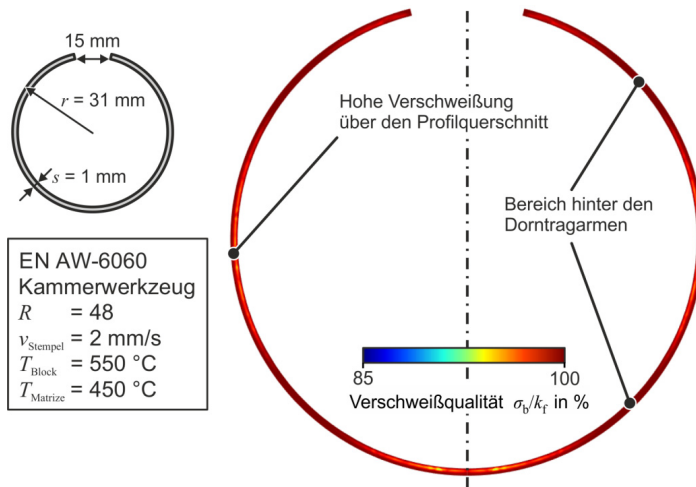 15 mm
r = 31 mm
s = 1 mm
EN AW-6060
Kammerwerkzeug
R = 48
vStempel = 2 mm/s
TBlock = 550 °C
TMatrize = 450 °C
Hohe Verschweißung
über den Profilquerschnitt
Bereich hinter den
Dorntragarmen
85 100
Verschweißqualität σb/kf in %